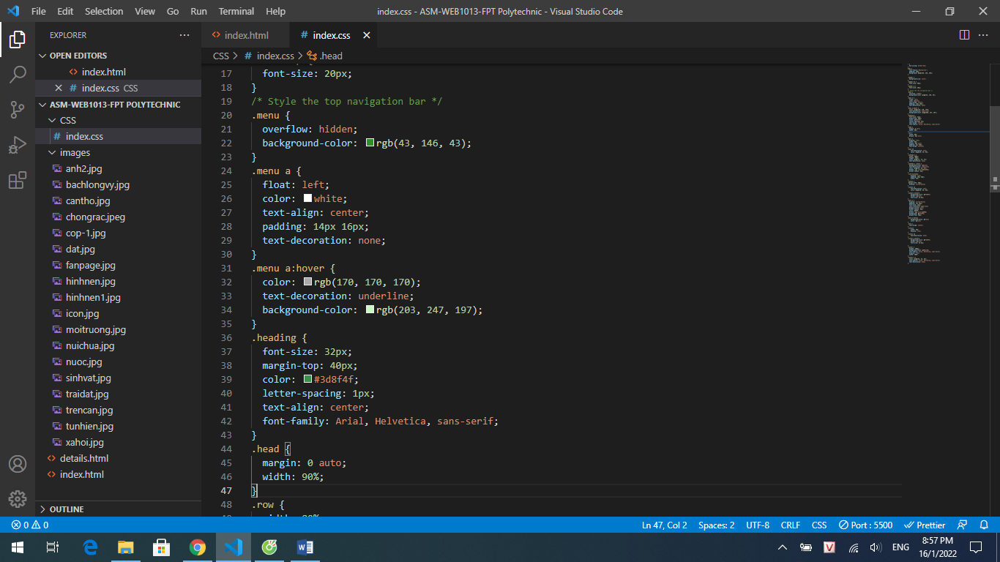 File Edit Selection View Go Run Terminal Help index.css - ASM-WEB1013-FPT Polytechnic - Visual Studio Code
EXPLORER
OPEN EDITORS
index.html
index.css CSS
ASM-WEB1013-FPT POLYTECHNIC
CSS
index.css
images
anh2.jpg
bachlongvy.jpg
cantho.jpg
chongrac.jpeg
cop-1.jpg
dat.jpg
fanpage.jpg
hinhnen.jpg
hinhnen1.jpg
icon.jpg
moitruong.jpg
nuichua.jpg
nuoc.jpg
sinhvat.jpg
traidat.jpg
trencan.jpg
tunhien.jpg
xahoi.jpg
details.html
index.html
OUTLINE
index.html index.css
CSS > index.css > .head
17 font-size: 20px;
18 }
19 /* Style the top navigation bar */
20 .menu {
21 overflow: hidden;
22 background-color: rgb(43, 146, 43);
23 }
24 .menu a {
25 float: left;
26 color: white;
27 text-align: center;
28 padding: 14px 16px;
29 text-decoration: none;
30 }
31 .menu a:hover {
32 color: rgb(170, 170, 170);
33 text-decoration: underline;
34 background-color: rgb(203, 247, 197);
35 }
36 .heading {
37 font-size: 32px;
38 margin-top: 40px;
39 color: #3d8f4f;
40 letter-spacing: 1px;
41 text-align: center;
42 font-family: Arial, Helvetica, sans-serif;
43 }
44 .head {
45 margin: 0 auto;
46 width: 90%;
47 }
48 .row {
0 0 Ln 47, Col 2 Spaces: 2 UTF-8 CRLF CSS Port : 5500 Prettier
ENG 8:57 PM
16/1/2022